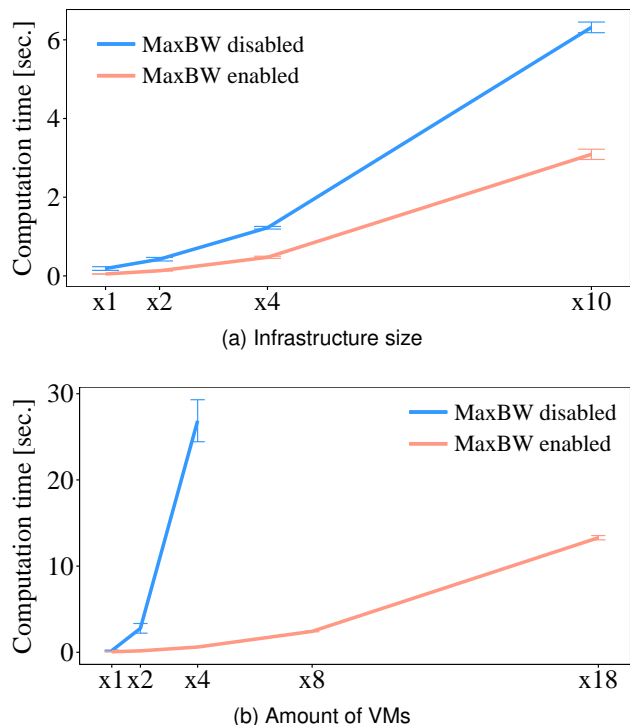 Computation time [sec.]
6
4
2
0
MaxBW disabled
MaxBW enabled
x1 x2 x4 x10
(a) Infrastructure size
Computation time [sec.]
30
20
10
0
MaxBW disabled
MaxBW enabled
x1 x2 x4 x8 x18
(b) Amount of VMs